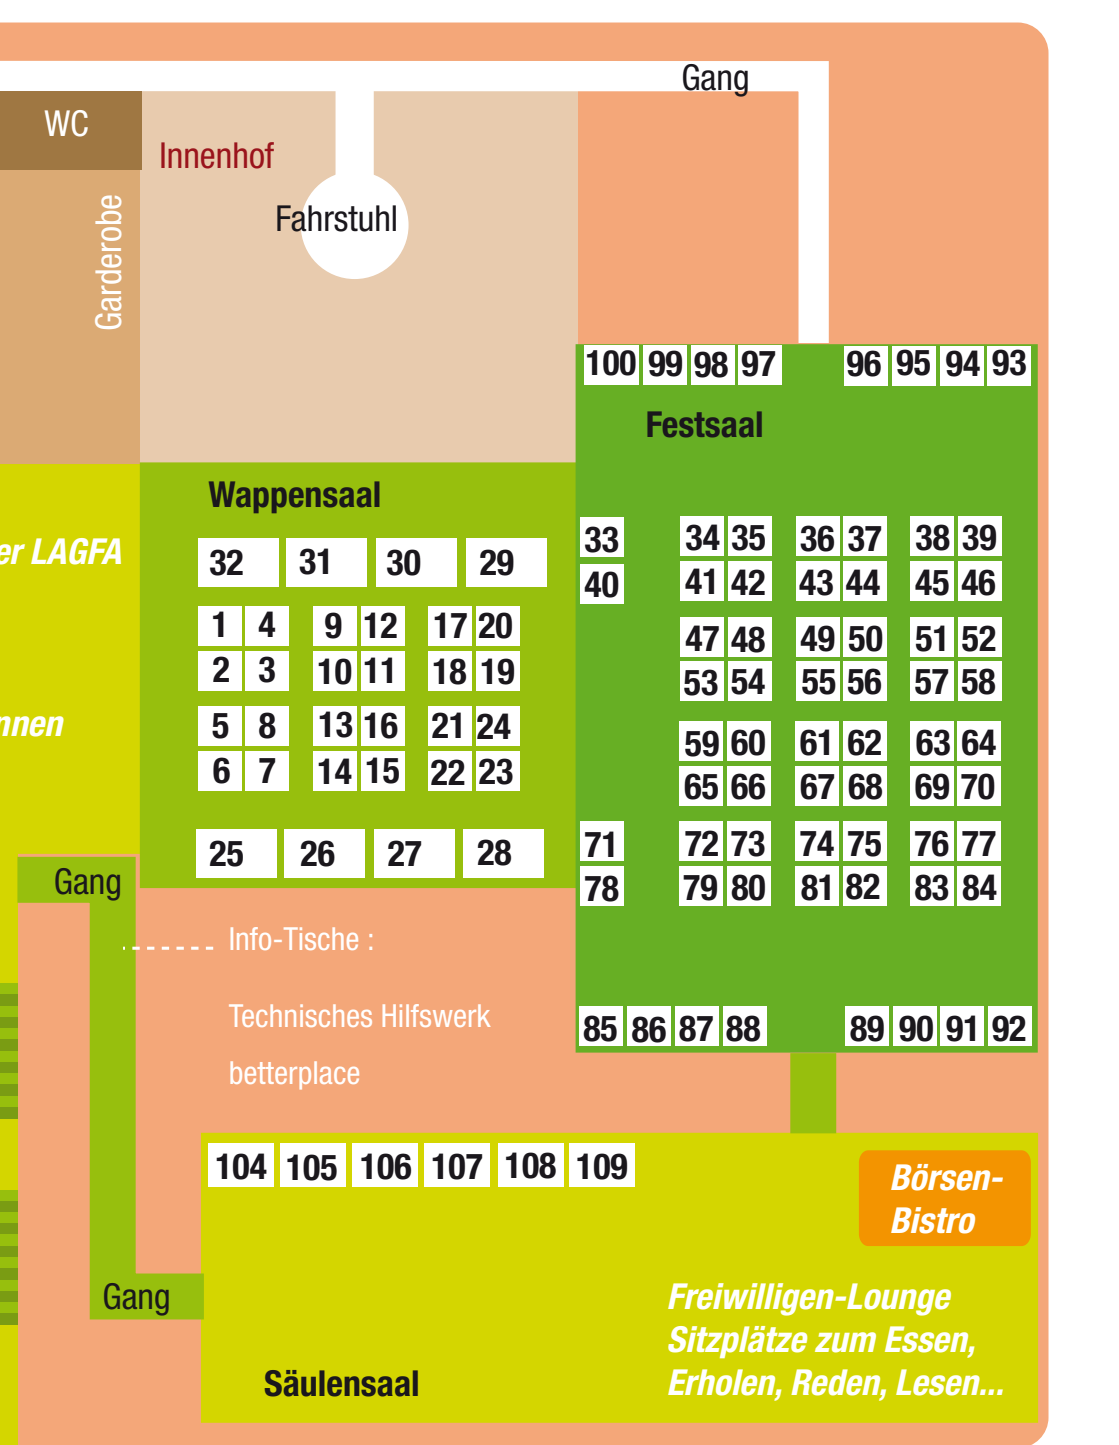 Gang
WC
Innenhof
Garderobe
Fahrstuhl
100 99 98 97 96 95 94 93
Festsaal
Wappensaal
er LAGFA
32 31 30 29
1 4 9 12 17 20
2 3 10 11 18 19
5 8 13 16 21 24
6 7 14 15 22 23
25 26 27 28
nnen
33 34 35 36 37 38 39
40 41 42 43 44 45 46
47 48 49 50 51 52
53 54 55 56 57 58
59 60 61 62 63 64
65 66 67 68 69 70
71 72 73 74 75 76 77
78 79 80 81 82 83 84
85 86 87 88 89 90 91 92
Gang
Info-Tische :
Technisches Hilfswerk
betterplace
104 105 106 107 108 109
Börsen-
Bistro
Gang
Freiwilligen-Lounge
Sitzplätze zum Essen,
Erholen, Reden, Lesen...
Säulensaal